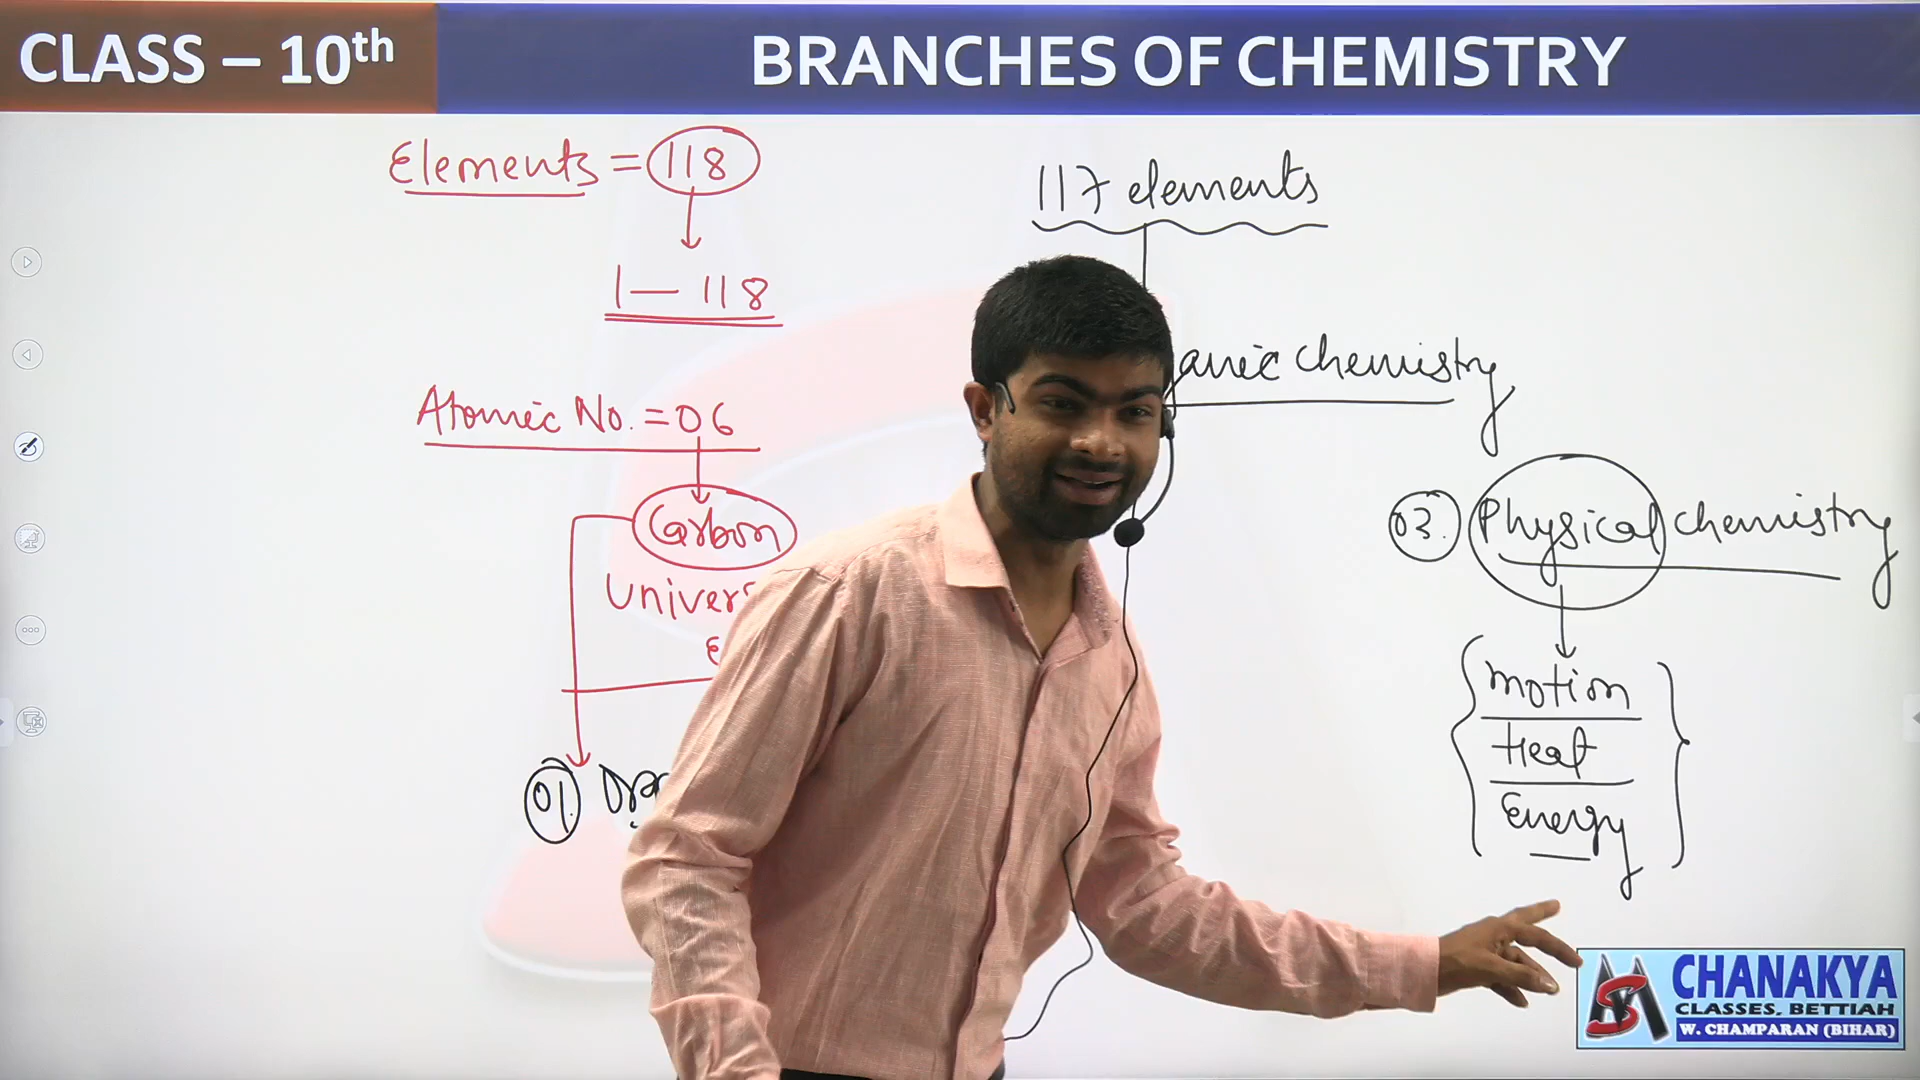 CLASS – 10th
BRANCHES OF CHEMISTRY
Elements = 118
1 — 118
Atomic No. = 06
Carbon
01.
117 elements
chemistry
03. Physical chemistry
motion
Heat
Energy
CHANAKYA
CLASSES, BETTIAH
W. CHAMPARAN (BIHAR)